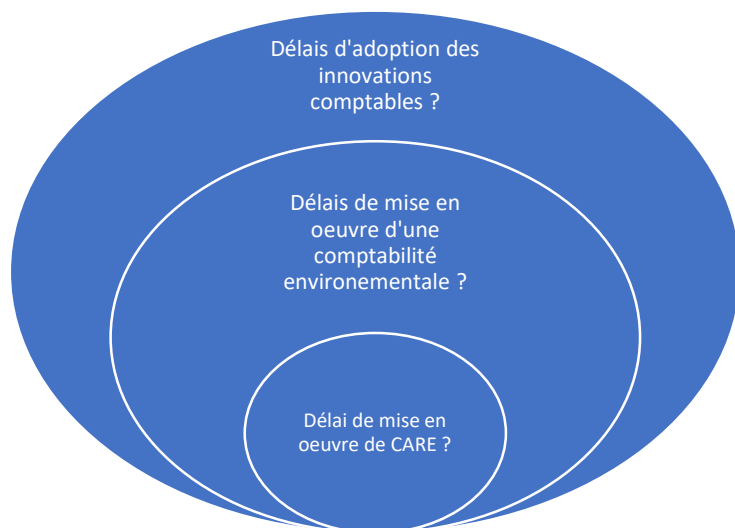 Délais d'adoption des
innovations
comptables ?
Délais de mise en
oeuvre d'une
comptabilité
environementale ?
Délai de mise en
oeuvre de CARE ?